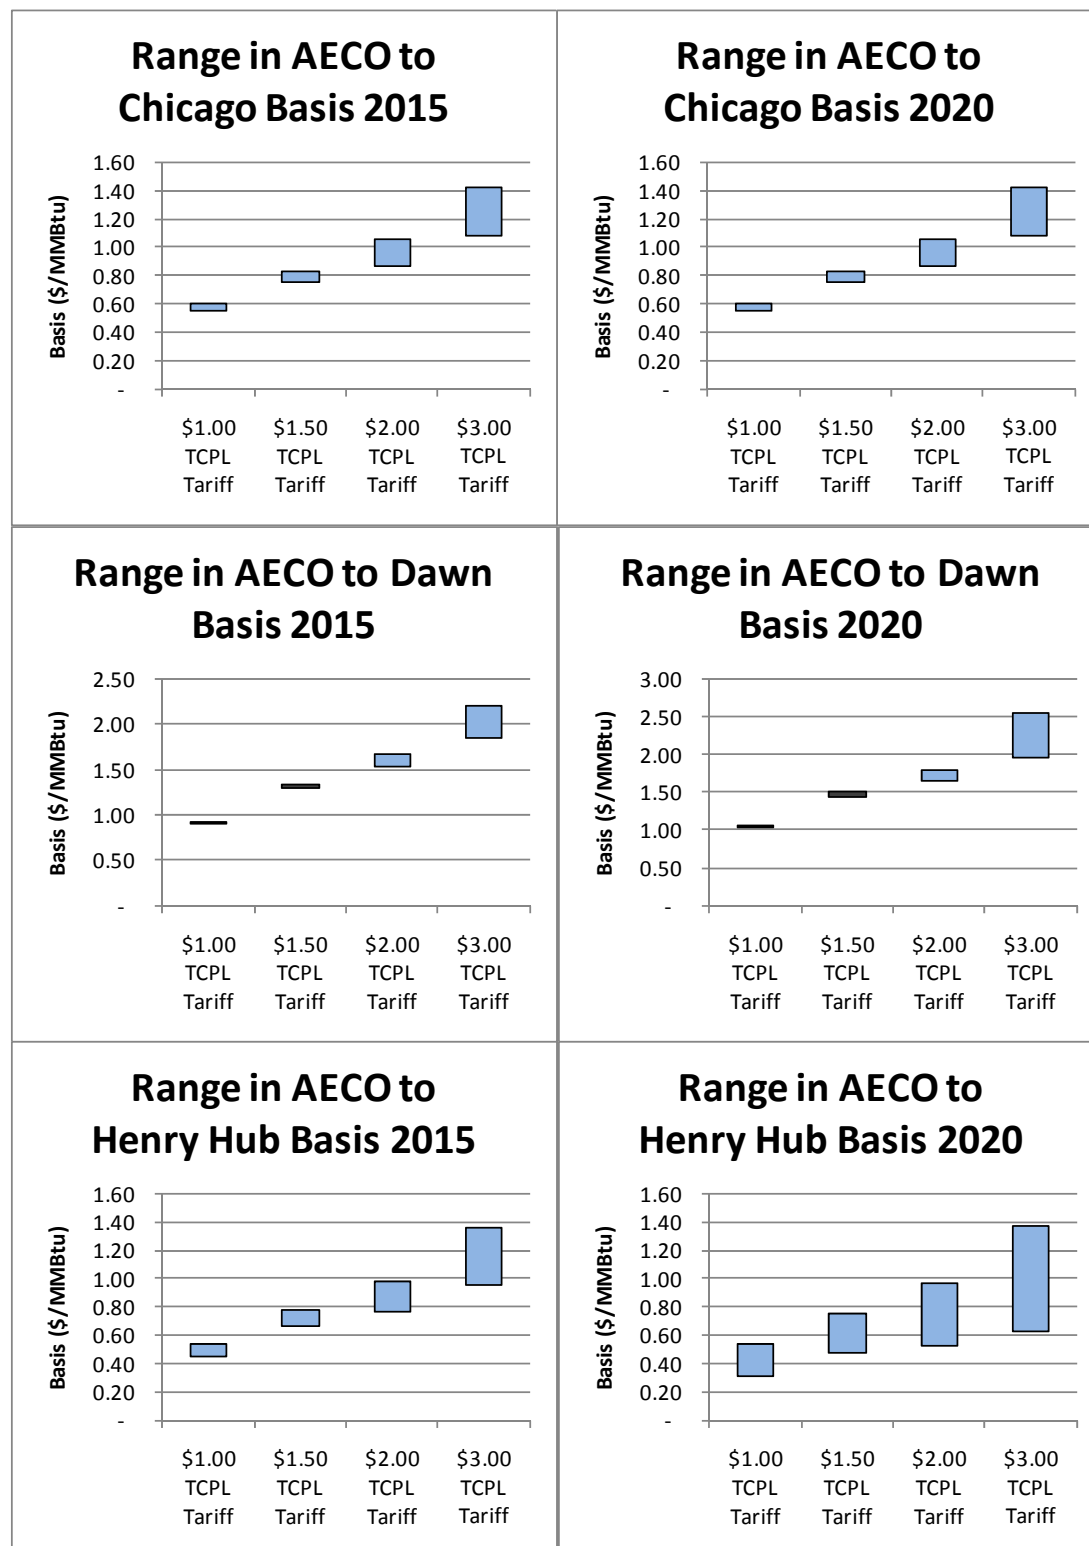 Range in AECO to
Chicago Basis 2015
Basis ($/MMBtu)
1.60
1.40
1.20
1.00
0.80
0.60
0.40
0.20
-
$1.00 $1.50 $2.00 $3.00
TCPL TCPL TCPL TCPL
Tariff Tariff Tariff Tariff
Range in AECO to
Chicago Basis 2020
Basis ($/MMBtu)
1.60
1.40
1.20
1.00
0.80
0.60
0.40
0.20
-
$1.00 $1.50 $2.00 $3.00
TCPL TCPL TCPL TCPL
Tariff Tariff Tariff Tariff
Range in AECO to Dawn
Basis 2015
Basis ($/MMBtu)
2.50
2.00
1.50
1.00
0.50
-
$1.00 $1.50 $2.00 $3.00
TCPL TCPL TCPL TCPL
Tariff Tariff Tariff Tariff
Range in AECO to Dawn
Basis 2020
Basis ($/MMBtu)
3.00
2.50
2.00
1.50
1.00
0.50
-
$1.00 $1.50 $2.00 $3.00
TCPL TCPL TCPL TCPL
Tariff Tariff Tariff Tariff
Range in AECO to
Henry Hub Basis 2015
Basis ($/MMBtu)
1.60
1.40
1.20
1.00
0.80
0.60
0.40
0.20
-
$1.00 $1.50 $2.00 $3.00
TCPL TCPL TCPL TCPL
Tariff Tariff Tariff Tariff
Range in AECO to
Henry Hub Basis 2020
Basis ($/MMBtu)
1.60
1.40
1.20
1.00
0.80
0.60
0.40
0.20
-
$1.00 $1.50 $2.00 $3.00
TCPL TCPL TCPL TCPL
Tariff Tariff Tariff Tariff